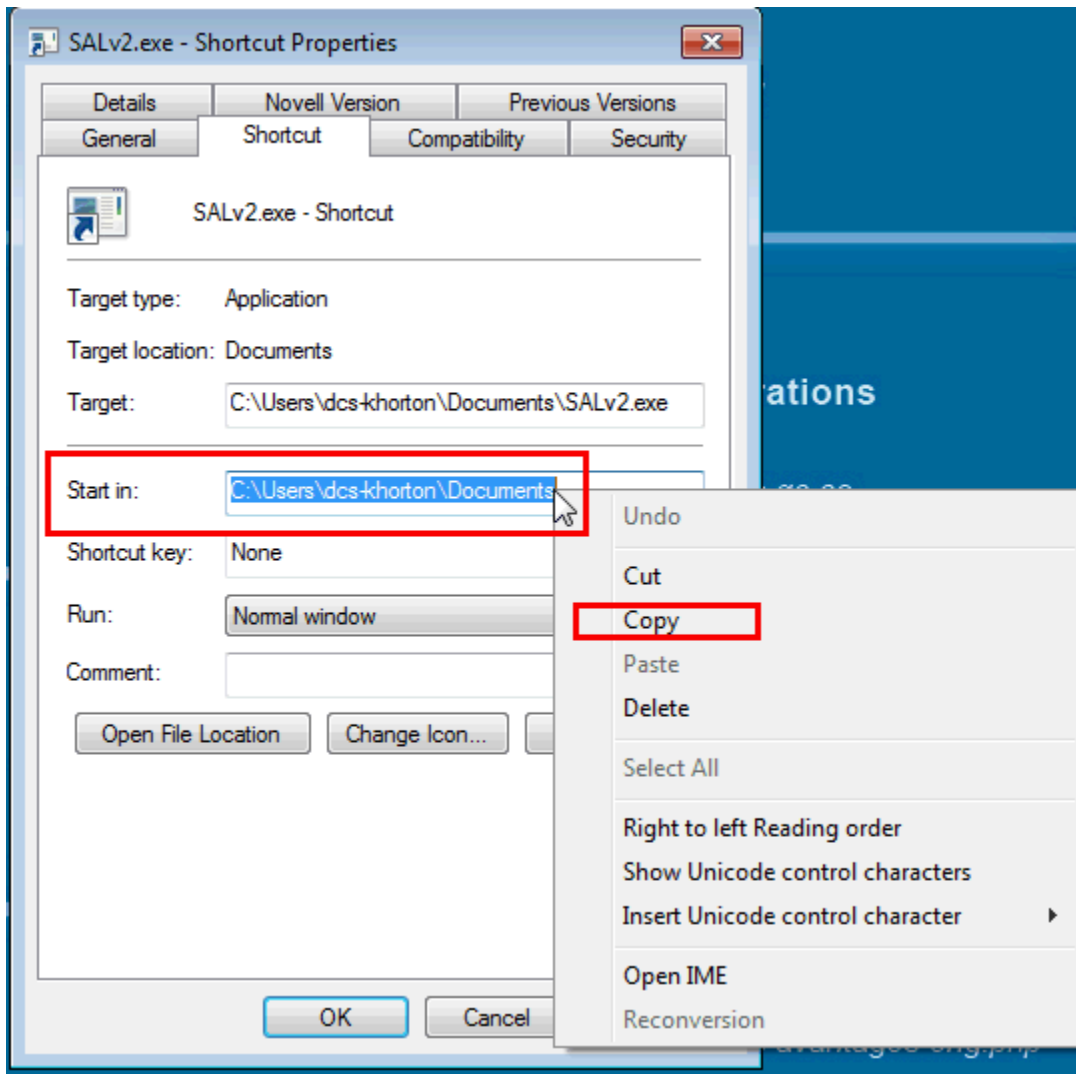 SALv2.exe - Shortcut Properties
Details Novell Version Previous Versions
General Shortcut Compatibility Security
SALv2.exe - Shortcut
Target type: Application
Target location: Documents
Target: C:\Users\dcs-khorton\Documents\SALv2.exe
ations
Start in: C:\Users\dcs-khorton\Documents
Undo
Shortcut key: None
Cut
Run: Normal window
Copy
Comment:
Paste
Delete
Open File Location Change Icon...
Select All
Right to left Reading order
Show Unicode control characters
Insert Unicode control character
Open IME
OK Cancel
Reconversion